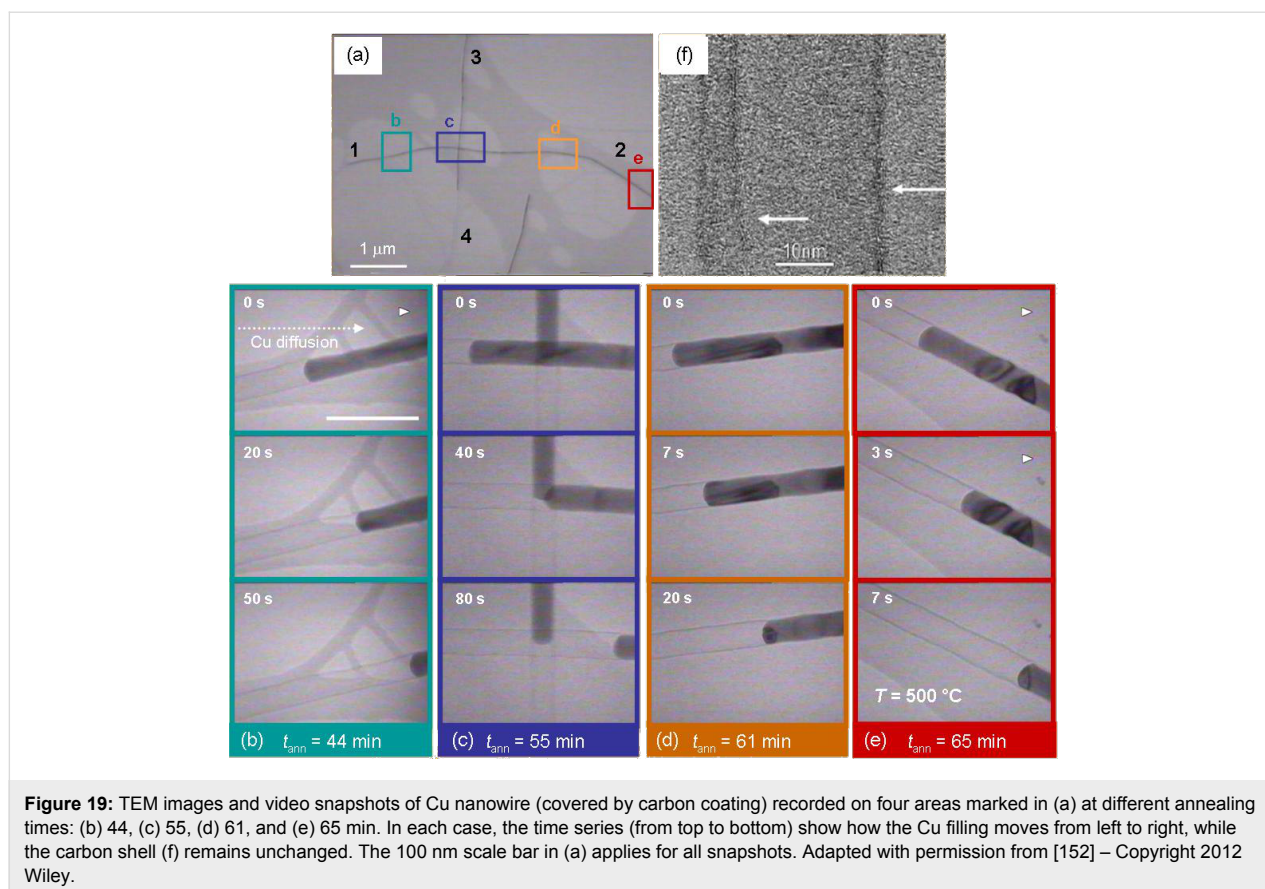 (a)
3
b
c
d
1
2
e
4
1 μm
(f)
10nm
0 s
Cu diffusion
20 s
50 s
(b) tann = 44 min
0 s
40 s
80 s
(c) tann = 55 min
0 s
7 s
20 s
(d) tann = 61 min
0 s
3 s
7 s
T = 500 °C
(e) tann = 65 min
Figure 19: TEM images and video snapshots of Cu nanowire (covered by carbon coating) recorded on four areas marked in (a) at different annealing
times: (b) 44, (c) 55, (d) 61, and (e) 65 min. In each case, the time series (from top to bottom) show how the Cu filling moves from left to right, while
the carbon shell (f) remains unchanged. The 100 nm scale bar in (a) applies for all snapshots. Adapted with permission from [152] – Copyright 2012
Wiley.